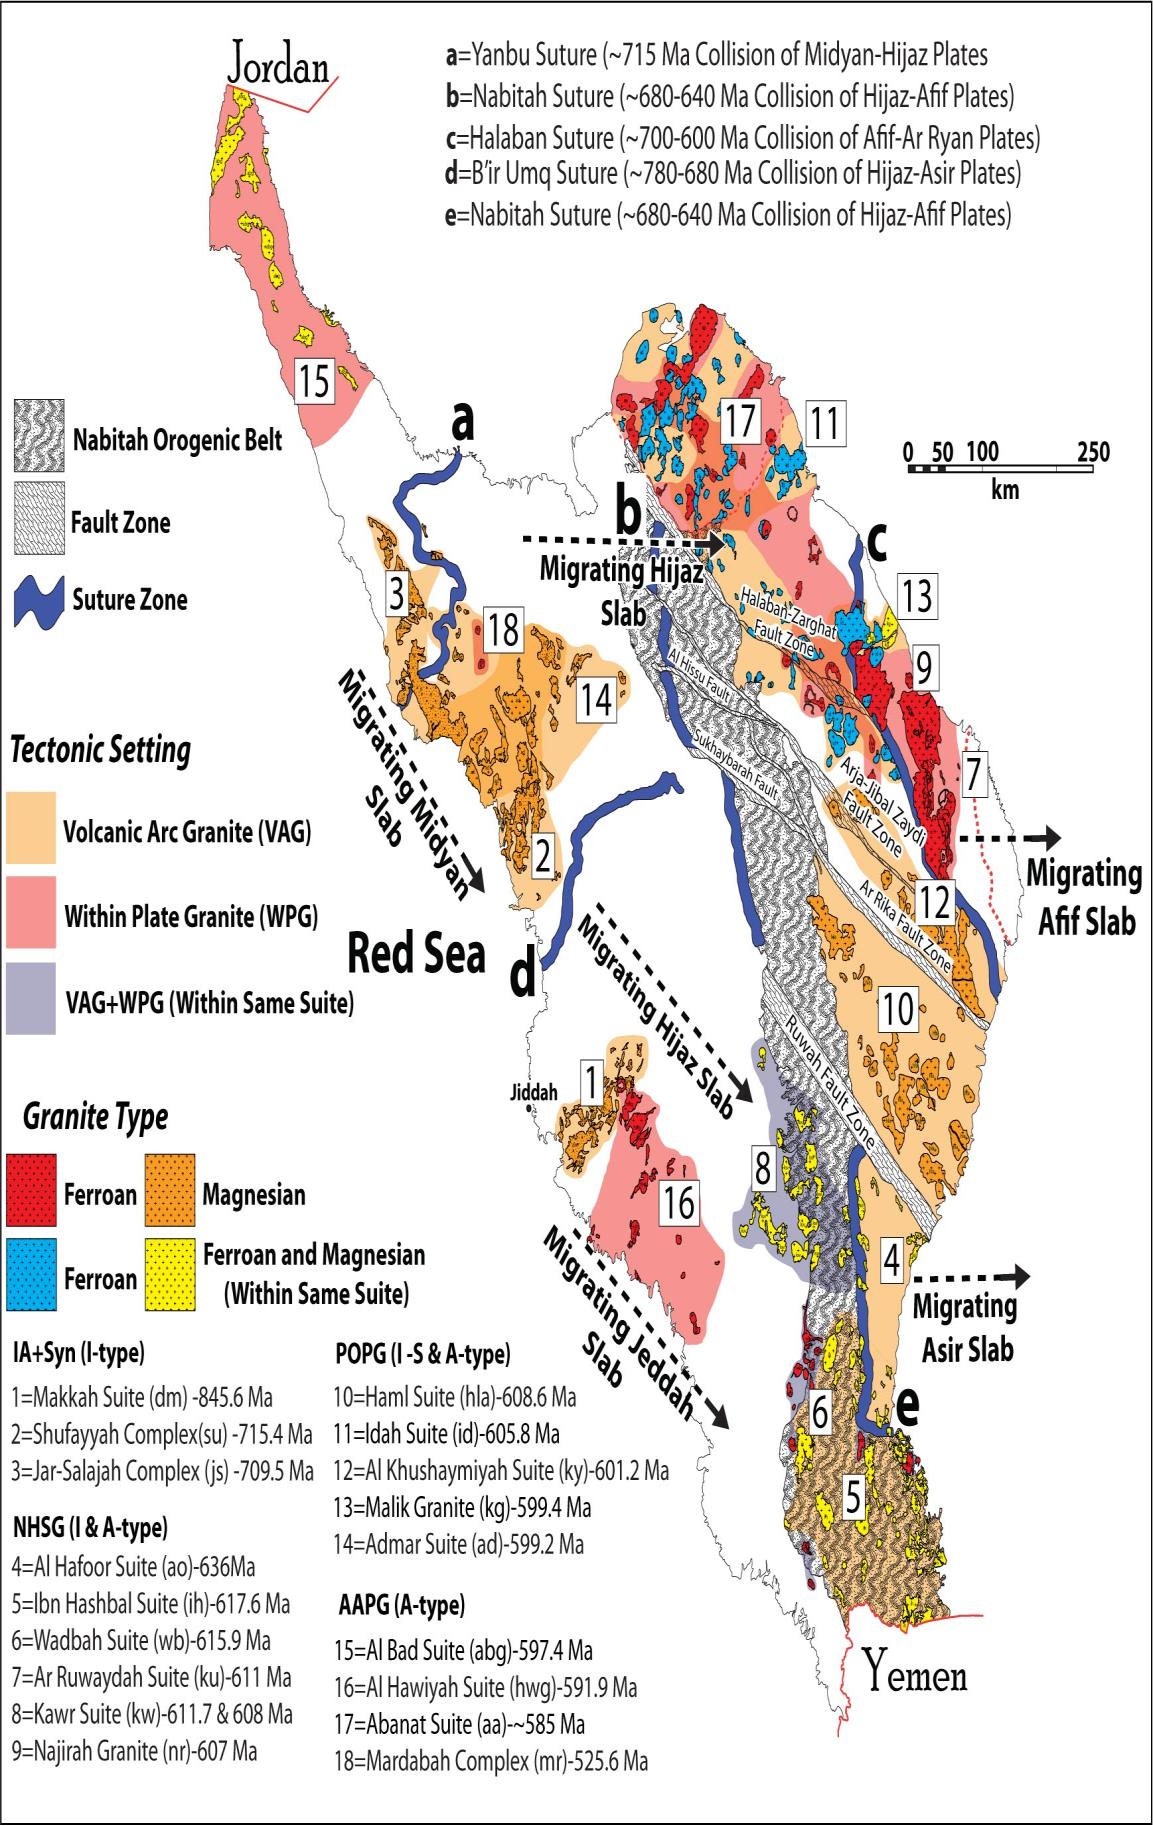 Jordan
a=Yanbu Suture (~715 Ma Collision of Midyan-Hijaz Plates
b=Nabitah Suture (~680-640 Ma Collision of Hijaz-Afif Plates)
c=Halaban Suture (~700-600 Ma Collision of Afif-Ar Ryan Plates)
d=B'ir Umq Suture (~780-680 Ma Collision of Hijaz-Asir Plates)
e=Nabitah Suture (~680-640 Ma Collision of Hijaz-Afif Plates)
15
a
17
11
0 50 100 250
km
Nabitah Orogenic Belt
Fault Zone
Suture Zone
b
c
Migrating Hijaz
Slab
3
18
14
2
Halaban-Zarghat
Fault Zone
Al Hissu Fault
Sukhaybarah Fault
13
9
7
Arja-Jibal Zaydi
Fault Zone
Ar Rika Fault Zone
12
Migrating
Afif Slab
Migrating Midyan
Slab
Tectonic Setting
Volcanic Arc Granite (VAG)
Within Plate Granite (WPG)
VAG+WPG (Within Same Suite)
Red Sea
d
Migrating Hijaz Slab
10
Ruwah Fault Zone
Jiddah
1
8
16
4
Migrating
Asir Slab
Migrating Jeddah
Slab
e
6
5
Yemen
Granite Type
Ferroan
Magnesian
Ferroan
Ferroan and Magnesian
(Within Same Suite)
IA+Syn (I-type)
1=Makkah Suite (dm) -845.6 Ma
2=Shufayyah Complex(su) -715.4 Ma
3=Jar-Salajah Complex (js) -709.5 Ma
NHSG (I & A-type)
4=Al Hafoor Suite (ao)-636Ma
5=Ibn Hashbal Suite (ih)-617.6 Ma
6=Wadbah Suite (wb)-615.9 Ma
7=Ar Ruwaydah Suite (ku)-611 Ma
8=Kawr Suite (kw)-611.7 & 608 Ma
9=Najirah Granite (nr)-607 Ma
POPG (I -S & A-type)
10=Haml Suite (hla)-608.6 Ma
11=Idah Suite (id)-605.8 Ma
12=Al Khushaymiyah Suite (ky)-601.2 Ma
13=Malik Granite (kg)-599.4 Ma
14=Admar Suite (ad)-599.2 Ma
AAPG (A-type)
15=Al Bad Suite (abg)-597.4 Ma
16=Al Hawiyah Suite (hwg)-591.9 Ma
17=Abanat Suite (aa)-~585 Ma
18=Mardabah Complex (mr)-525.6 Ma